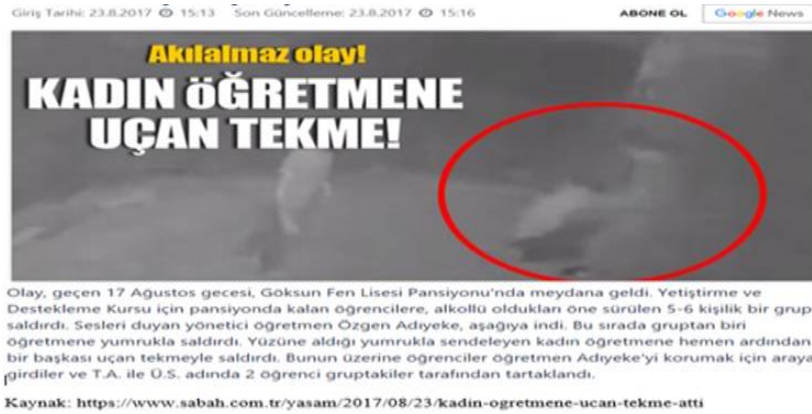 Giriş Tarihi: 23.8.2017 15:13 Son Güncelleme: 23.8.2017 15:16 ABONE OL Google News
Akılalmaz olay!
KADIN ÖĞRETMENE
UÇAN TEKME!
Olay, geçen 17 Ağustos gecesi, Göksun Fen Lisesi Pansiyonu'nda meydana geldi. Yetiştirme ve
Destekleme Kursu için pansiyonda kalan öğrencilere, alkollü oldukları öne sürülen 5-6 kişilik bir grup
saldırdı. Sesleri duyan yönetici öğretmen Özgen Adıyeke, aşağıya indi. Bu sırada gruptan biri
öğretmene yumrukla saldırdı. Yüzüne aldığı yumrukla sendeleyen kadın öğretmene hemen ardından
bir başkası uçan tekmeyle saldırdı. Bunun üzerine öğrenciler öğretmen Adıyeke'yi korumak için araya
girdiler ve T.A. ile Ü.S. adında 2 öğrenci gruptakiler tarafından tartaklandı.
Kaynak: https://www.sabah.com.tr/yasam/2017/08/23/kadin-ogretmene-ucan-tekme-atti